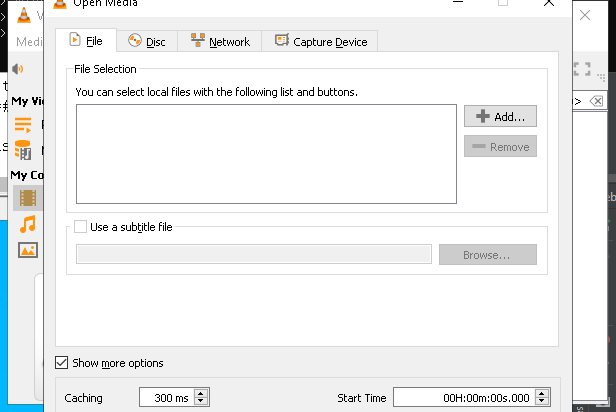 Open Media
Medi
File
Disc
Network
Capture Device
File Selection
You can select local files with the following list and buttons.
My Vi
Add...
Remove
My Co
Use a subtitle file
Browse...
Show more options
Caching
300 ms
Start Time
00H:00m:00s.000